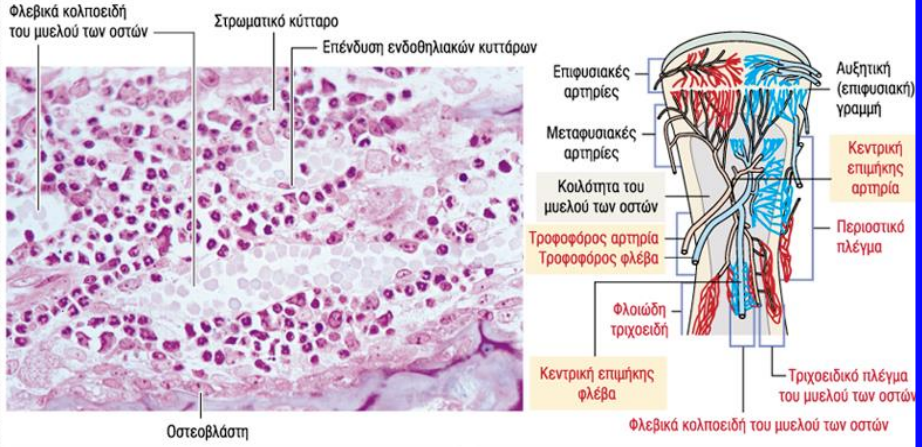 Φλεβικά κολποειδή
του μυελού των οστών
Στρωματικό κύτταρο
Επένδυση ενδοθηλιακών κυττάρων
Οστεοβλάστη
Επιφυσιακές
αρτηρίες
Μεταφυσιακές
αρτηρίες
Κοιλότητα του
μυελού των οστών
Τροφοφόρος αρτηρία
Τροφοφόρος φλέβα
Φλοιώδη
τριχοειδή
Κεντρική επιμήκης
φλέβα
Αυξητική
(επιφυσιακή)
γραμμή
Κεντρική
επιμήκης
αρτηρία
Περιοστικό
πλέγμα
Τριχοειδικό πλέγμα
του μυελού των οστών
Φλεβικά κολποειδή του μυελού των οστών